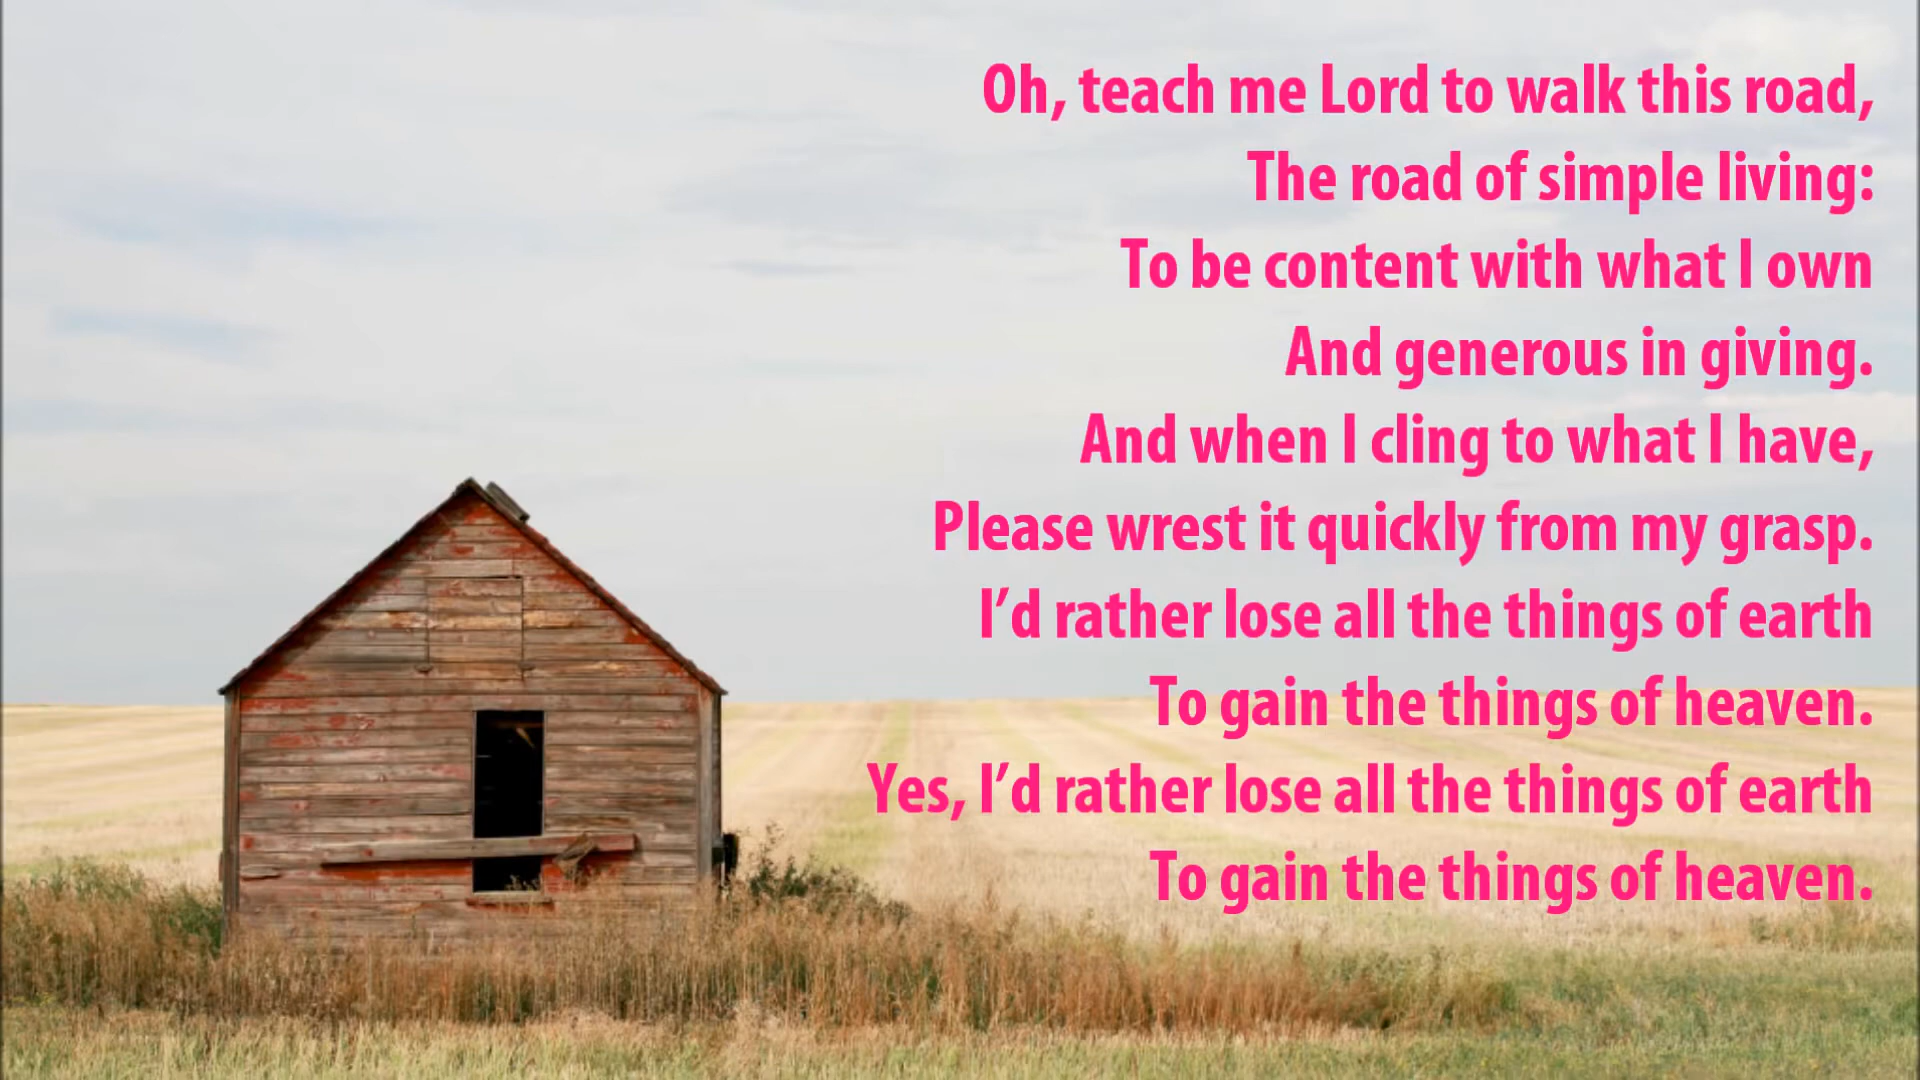 Oh, teach me Lord to walk this road,
The road of simple living:
To be content with what I own
And generous in giving.
And when I cling to what I have,
Please wrest it quickly from my grasp.
I’d rather lose all the things of earth
To gain the things of heaven.
Yes, I’d rather lose all the things of earth
To gain the things of heaven.